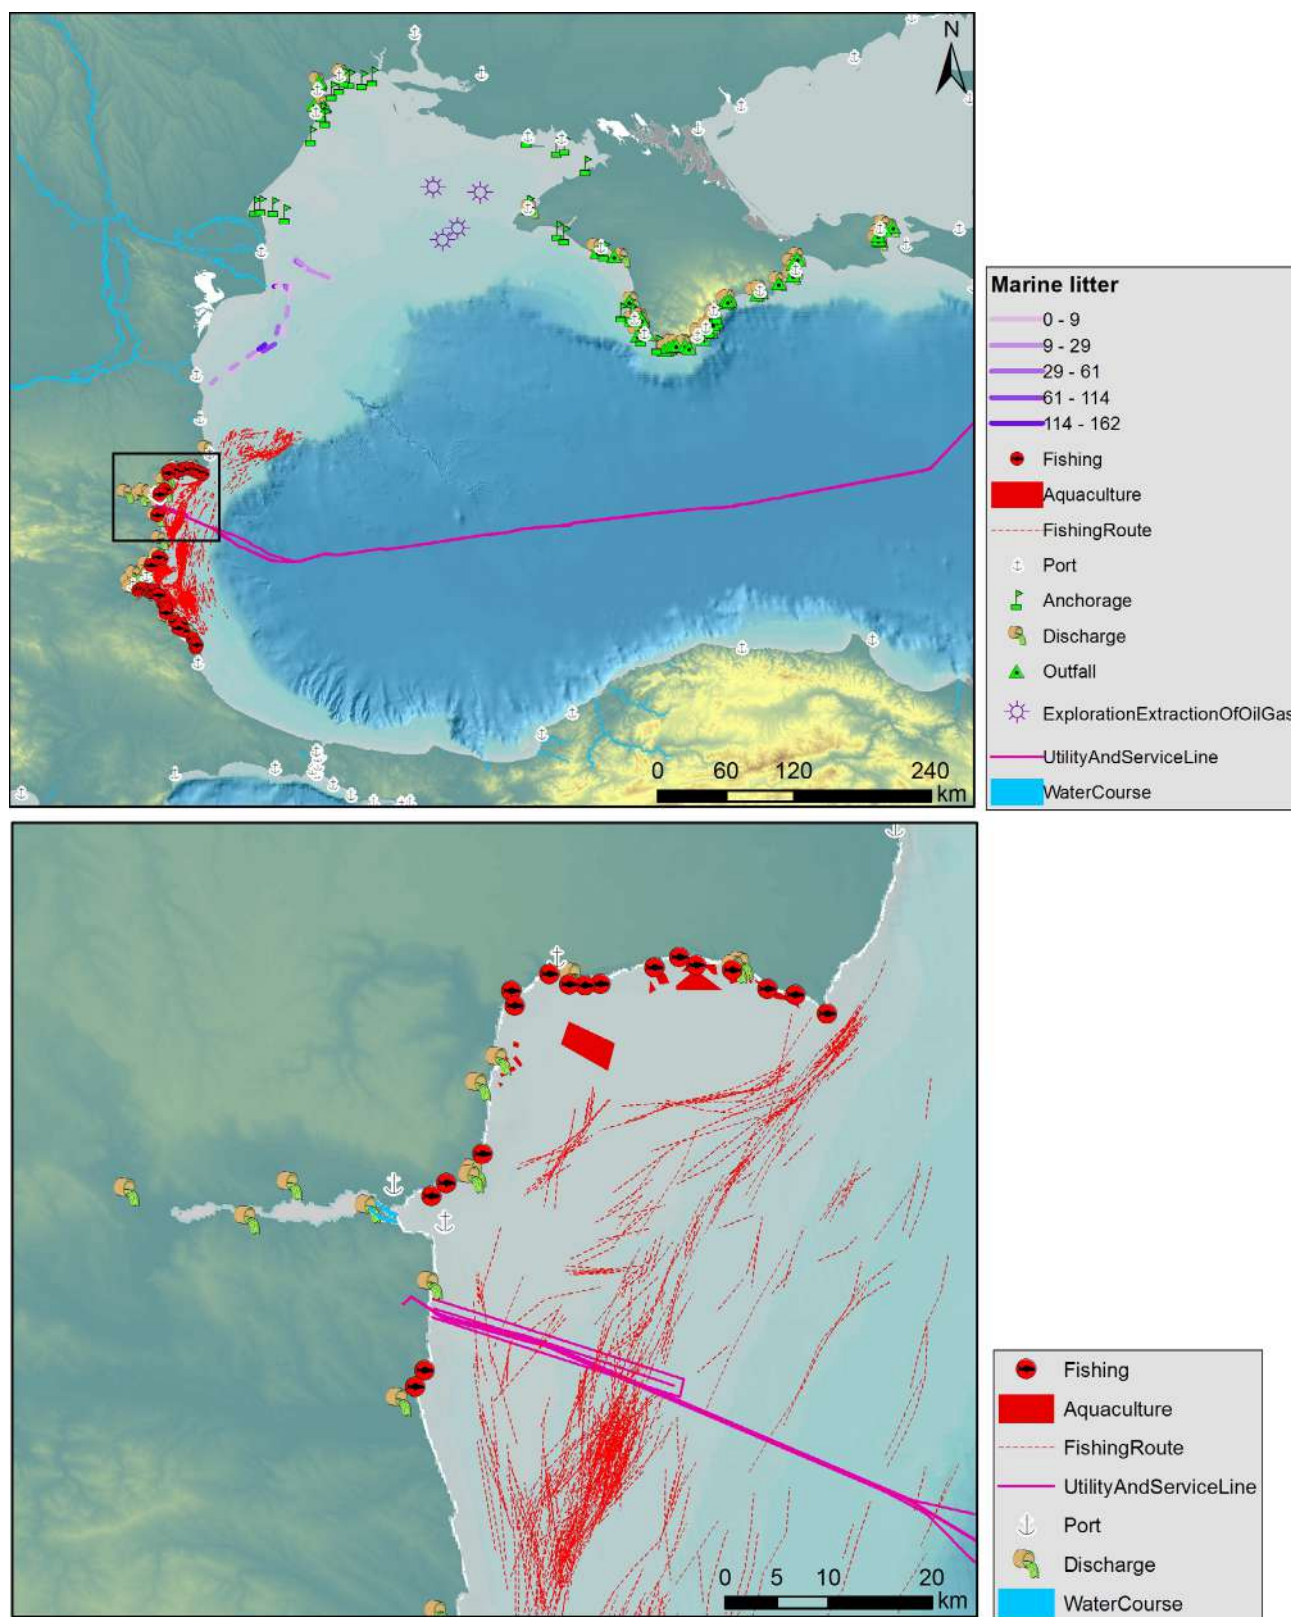 N
0 60 120 240
km
Marine litter
0 - 9
9 - 29
29 - 61
61 - 114
114 - 162
Fishing
Aquaculture
FishingRoute
Port
Anchorage
Discharge
Outfall
ExplorationExtractionOfOilGas
UtilityAndServiceLine
WaterCourse
0 5 10 20
km
Fishing
Aquaculture
FishingRoute
UtilityAndServiceLine
Port
Discharge
WaterCourse